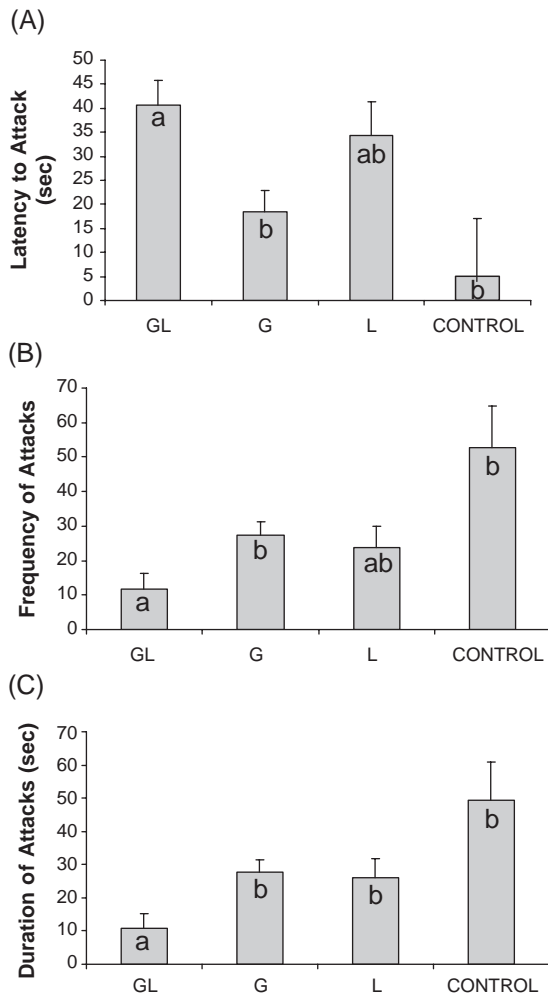 (A)
Latency to Attack
(sec)
50
45
40
35
30
25
20
15
10
5
0
a
b
ab
b
GL G L CONTROL
(B)
Frequency of Attacks
70
60
50
40
30
20
10
0
a
b
ab
b
GL G L CONTROL
(C)
Duration of Attacks (sec)
70
60
50
40
30
20
10
0
a
b
b
b
GL G L CONTROL